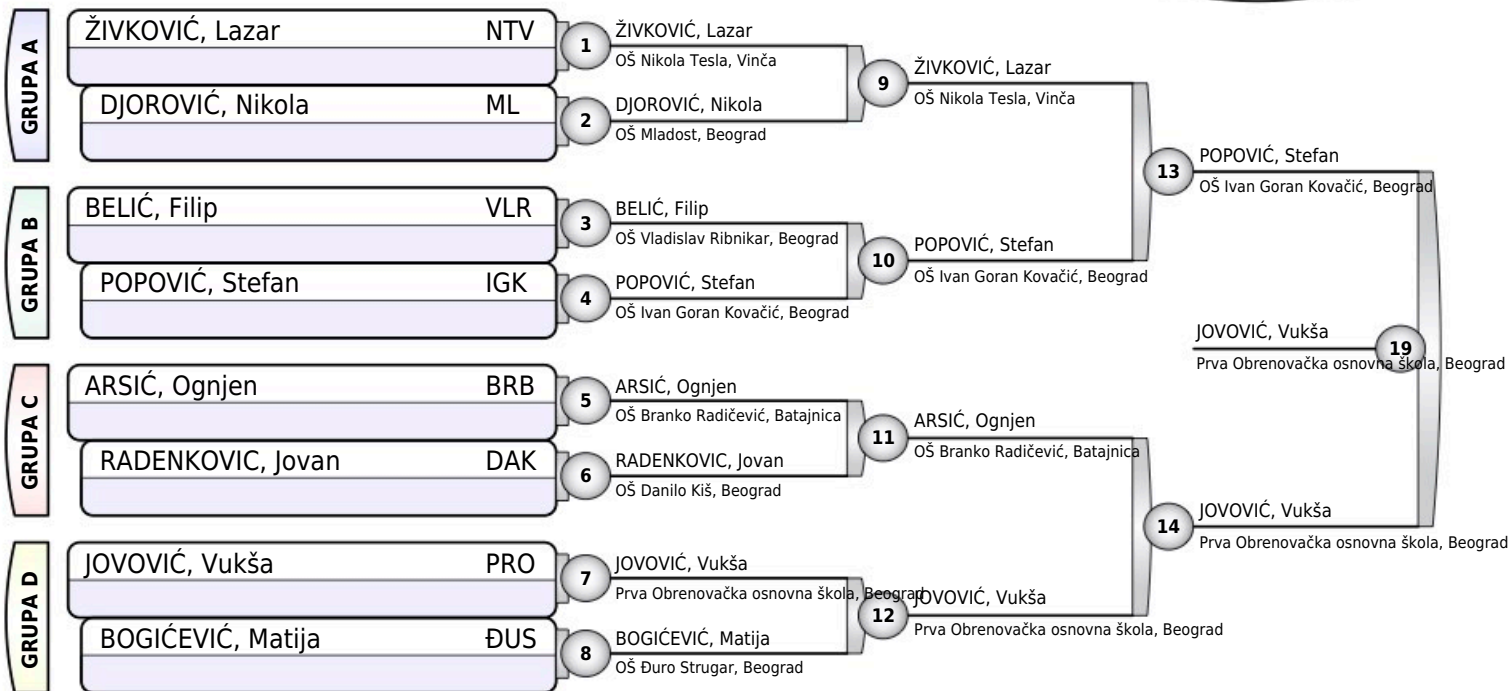 GRUPA A
ŽIVKOVIĆ, Lazar NTV
DJOROVIĆ, Nikola ML
GRUPA B
BELIĆ, Filip VLR
POPOVIĆ, Stefan IGK
GRUPA C
ARSIĆ, Ognjen BRB
RADENKOVIC, Jovan DAK
GRUPA D
JOVOVIĆ, Vukša PRO
BOGIĆEVIĆ, Matija ĐUS
1
ŽIVKOVIĆ, Lazar
OŠ Nikola Tesla, Vinča
2
DJOROVIĆ, Nikola
OŠ Mladost, Beograd
3
BELIĆ, Filip
OŠ Vladislav Ribnikar, Beograd
4
POPOVIĆ, Stefan
OŠ Ivan Goran Kovačić, Beograd
5
ARSIĆ, Ognjen
OŠ Branko Radičević, Batajnica
6
RADENKOVIC, Jovan
OŠ Danilo Kiš, Beograd
7
JOVOVIĆ, Vukša
Prva Obrenovačka osnovna škola, Beograd
8
BOGIĆEVIĆ, Matija
OŠ Đuro Strugar, Beograd
9
ŽIVKOVIĆ, Lazar
OŠ Nikola Tesla, Vinča
10
POPOVIĆ, Stefan
OŠ Ivan Goran Kovačić, Beograd
11
ARSIĆ, Ognjen
OŠ Branko Radičević, Batajnica
12
JOVOVIĆ, Vukša
Prva Obrenovačka osnovna škola, Beograd
13
POPOVIĆ, Stefan
OŠ Ivan Goran Kovačić, Beograd
14
JOVOVIĆ, Vukša
Prva Obrenovačka osnovna škola, Beograd
19
JOVOVIĆ, Vukša
Prva Obrenovačka osnovna škola, Beograd